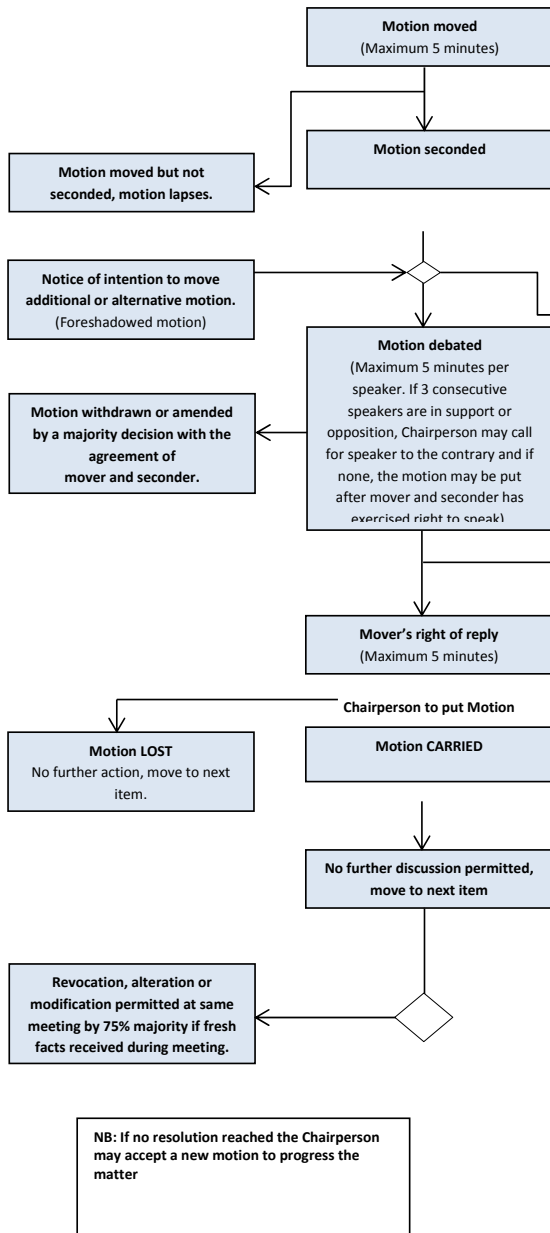 Motion moved
(Maximum 5 minutes)
Motion seconded
Motion moved but not
seconded, motion lapses.
Notice of intention to move
additional or alternative motion.
(Foreshadowed motion)
Motion debated
(Maximum 5 minutes per
speaker. If 3 consecutive
speakers are in support or
opposition, Chairperson may call
for speaker to the contrary and if
none, the motion may be put
after mover and seconder has
exercised right to speak)
Motion withdrawn or amended
by a majority decision with the
agreement of
mover and seconder.
Mover’s right of reply
(Maximum 5 minutes)
Chairperson to put Motion
Motion LOST
No further action, move to next
item.
Motion CARRIED
No further discussion permitted,
move to next item
Revocation, alteration or
modification permitted at same
meeting by 75% majority if fresh
facts received during meeting.
NB: If no resolution reached the Chairperson
may accept a new motion to progress the
matter